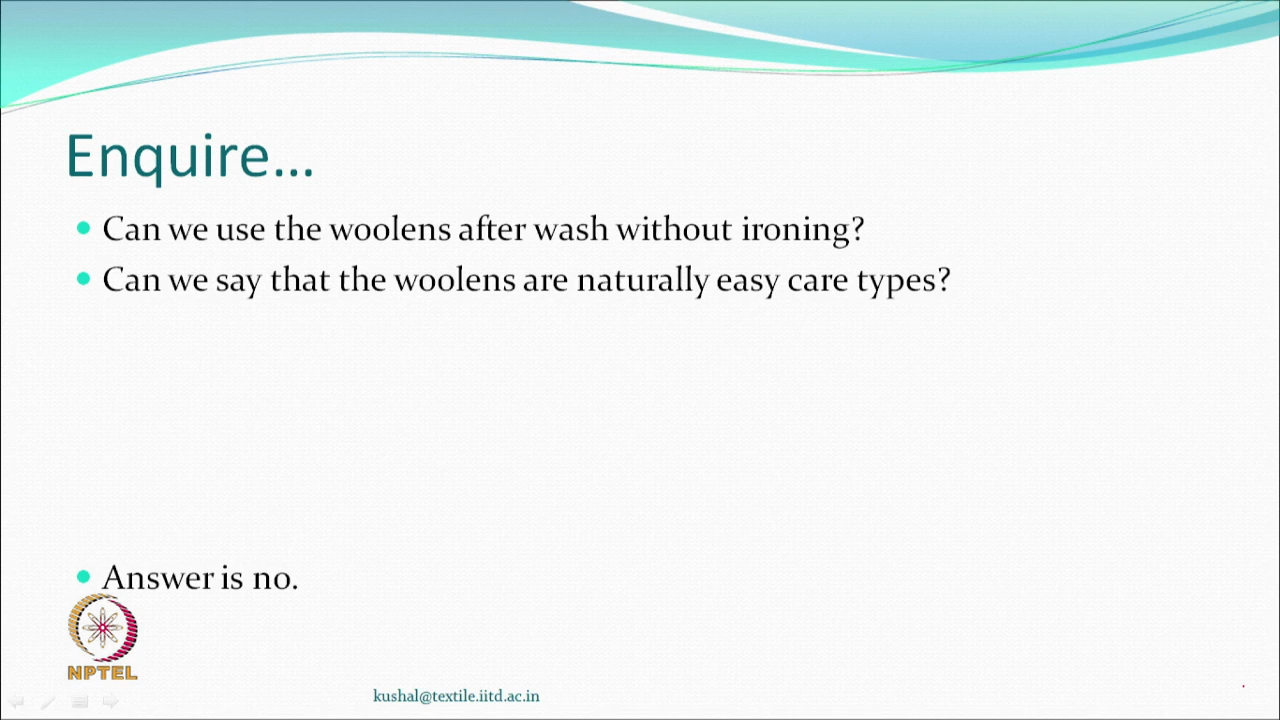 Enquire...
Can we use the woolens after wash without ironing?
Can we say that the woolens are naturally easy care types?
Answer is no.
NPTEL
kushal@textile.iitd.ac.in